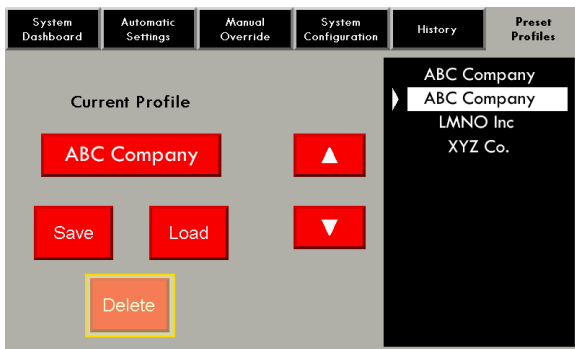 System
Dashboard
Automatic
Settings
Manual
Override
System
Configuration
History
Preset
Profiles
Current Profile
ABC Company
Save
Load
Delete
ABC Company
ABC Company
LMNO Inc
XYZ Co.